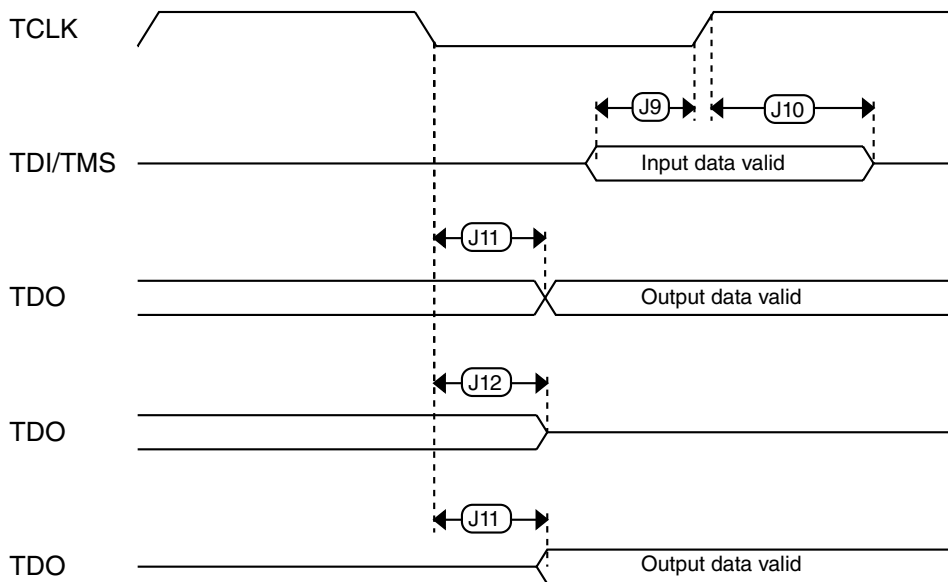 TCLK
J9
J10
TDI/TMS
Input data valid
J11
TDO
Output data valid
J12
TDO
J11
TDO
Output data valid